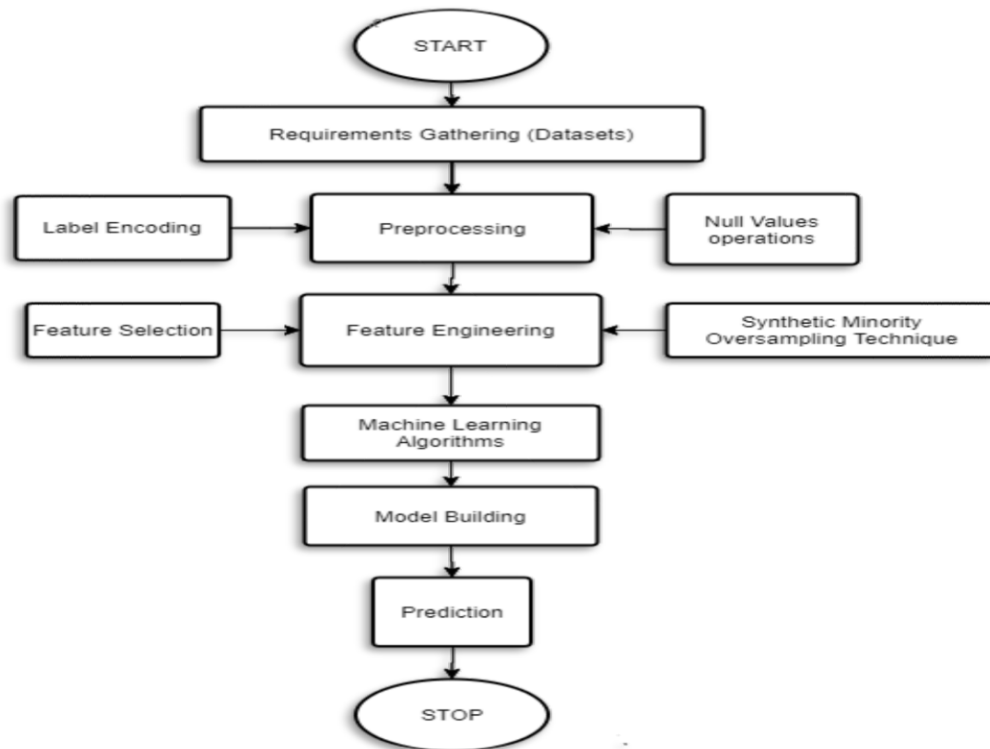 START
Requirements Gathering (Datasets)
Label Encoding
Preprocessing
Null Values
operations
Feature Selection
Feature Engineering
Synthetic Minority
Oversampling Technique
Machine Learning
Algorithms
Model Building
Prediction
STOP